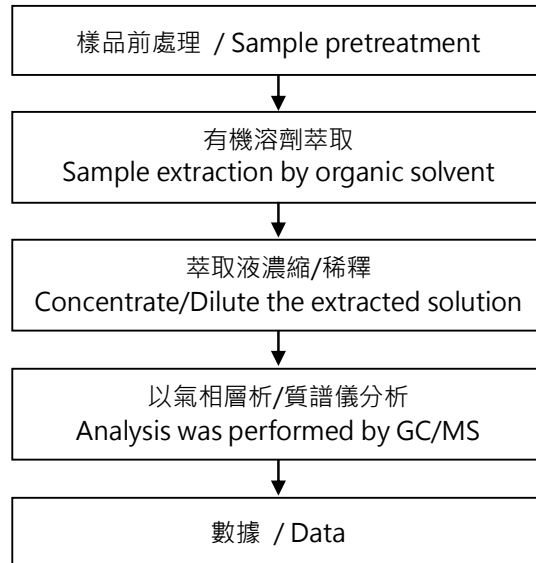 樣品前處理 / Sample pretreatment
有機溶劑萃取
Sample extraction by organic solvent
萃取液濃縮/稀釋
Concentrate/Dilute the extracted solution
以氣相層析/質譜儀分析
Analysis was performed by GC/MS
數據 / Data